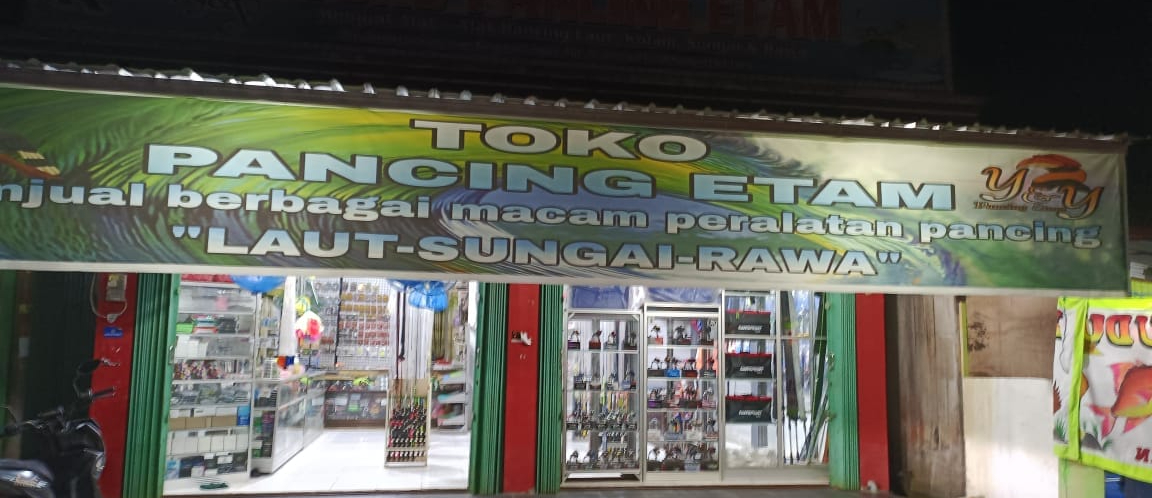 TOKO
PANCING ETAM
njual berbagai macam peralatan pancing
"LAUT-SUNGAI-RAWA"
Y&Y